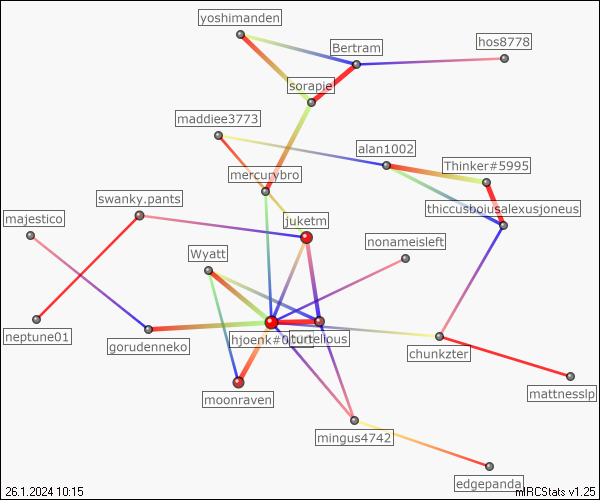 yoshimanden
hos8778
Bertram
sorapie
maddiee3773
alan1002
Thinker#5995
mercurybro
swanky.pants
thiccusboiusalexusjoneus
majestico
juketm
nonameisleft
Wyatt
neptune01
gorudenneko
hjoenk#0
turtellous
chunkzter
mattnesslp
moonraven
mingus4742
edgepanda
26.1.2024 10:15
mIRCStats v1.25